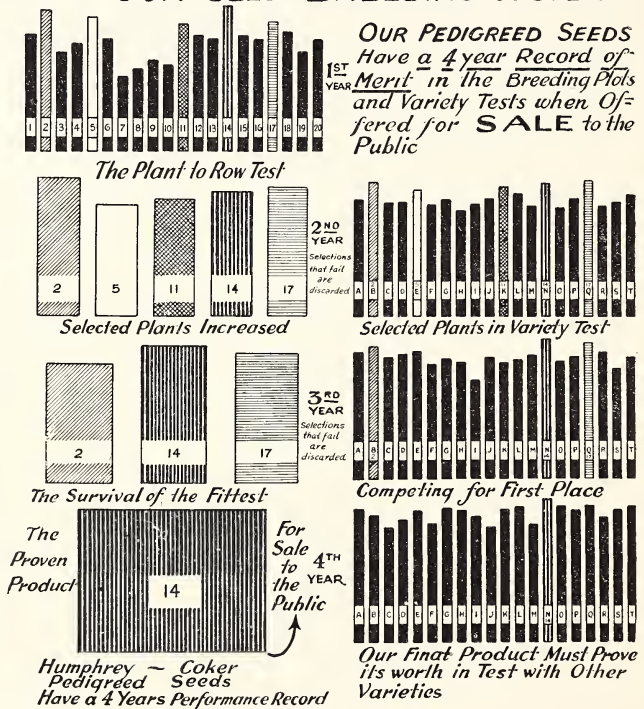 OUR PEDIGREED SEEDS
Have a 4 year Record of
Merit in the Breeding Plots
and Variety Tests when Of=
fered for SALE to the
Public
1ST
YEAR
1 2 3 4 5 6 7 8 9 10 11 12 13 14 15 16 17 18 19 20
The Plant to Row Test
2ND
YEAR
Selections
that fail
are
discarded
2 5 11 14 17
Selected Plants Increased
A B C D E F G H I J K L M N O P Q R S T
Selected Plants in Variety Test
3RD
YEAR
Selections
that fail
are
discarded
2 14 17
The Survival of the Fittest
A B C D E F G H I J K L M N O P Q R S T
Competing for First Place
The
Proven
Product
14
For
Sale
to
the
Public
4TH
YEAR
A B C D E F G H I J K L M N O P Q R S T
Humphrey ~ Coker
Pedigreed Seeds
Have a 4 Years Performance Record
Our Final Product Must Prove
its worth in Test with Other
Varieties